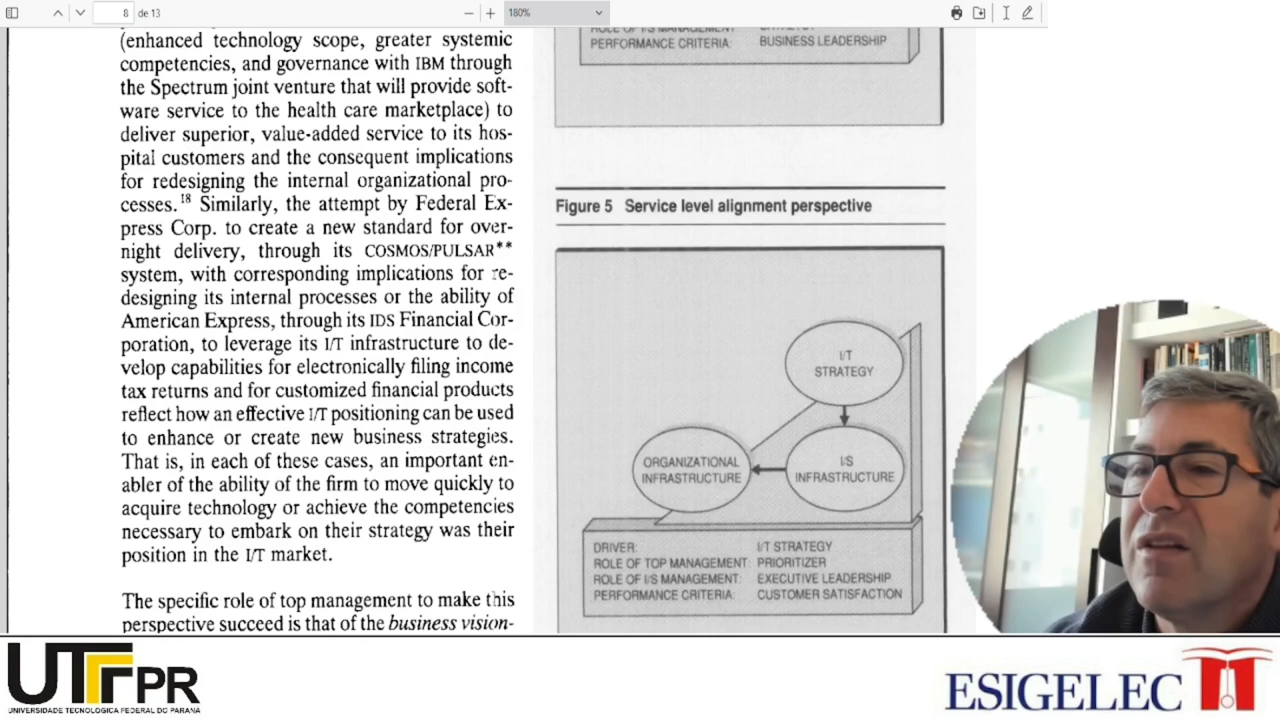 8 de 13
180%
(enhanced technology scope, greater systemic
competencies, and governance with IBM through
the Spectrum joint venture that will provide soft-
ware service to the health care marketplace) to
deliver superior, value-added service to its hos-
pital customers and the consequent implications
for redesigning the internal organizational pro-
cesses.18 Similarly, the attempt by Federal Ex-
press Corp. to create a new standard for over-
night delivery, through its COSMOS/PULSAR**
system, with corresponding implications for re-
designing its internal processes or the ability of
American Express, through its IDS Financial Cor-
poration, to leverage its I/T infrastructure to de-
velop capabilities for electronically filing income
tax returns and for customized financial products
reflect how an effective I/T positioning can be used
to enhance or create new business strategies.
That is, in each of these cases, an important en-
abler of the ability of the firm to move quickly to
acquire technology or achieve the competencies
necessary to embark on their strategy was their
position in the I/T market.
The specific role of top management to make this
perspective succeed is that of the business vision-
PERFORMANCE CRITERIA: BUSINESS LEADERSHIP
Figure 5 Service level alignment perspective
I/T
STRATEGY
ORGANIZATIONAL
INFRASTRUCTURE
I/S
INFRASTRUCTURE
DRIVER: I/T STRATEGY
ROLE OF TOP MANAGEMENT: PRIORITIZER
ROLE OF I/S MANAGEMENT: EXECUTIVE LEADERSHIP
PERFORMANCE CRITERIA: CUSTOMER SATISFACTION
UTFPR
UNIVERSIDADE TECNOLÓGICA FEDERAL DO PARANÁ
ESIGELEC